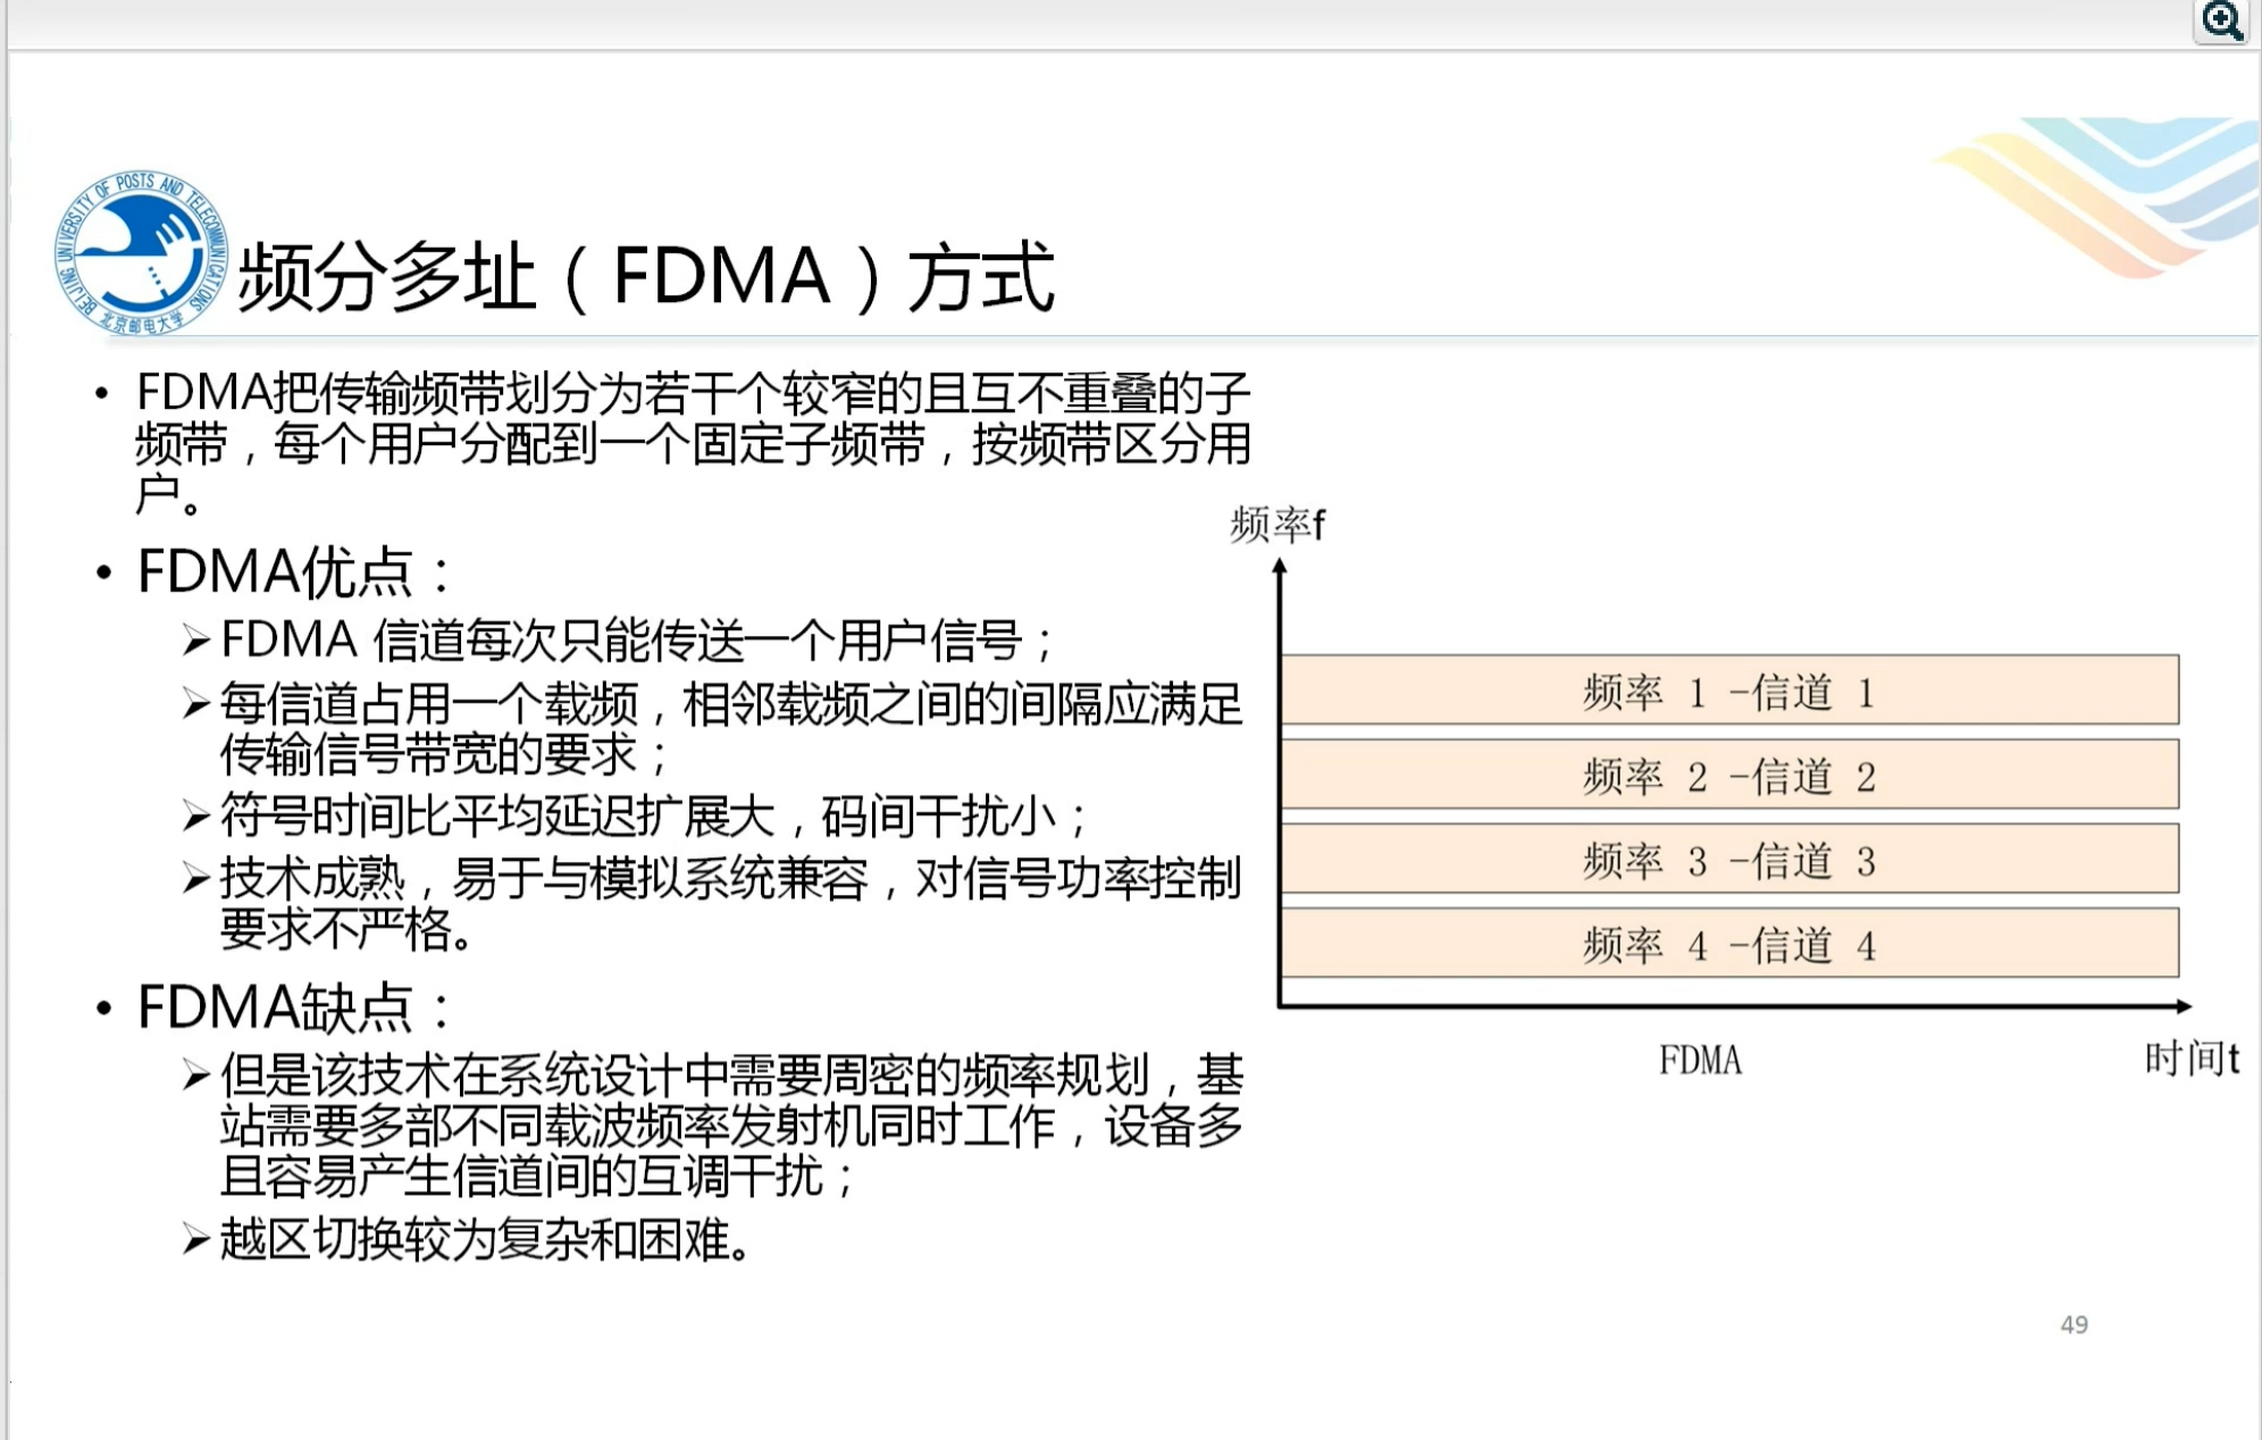 BEIJING UNIVERSITY OF POSTS AND TELECOMMUNICATIONS
北京邮电大学
频分多址（FDMA）方式
• FDMA把传输频带划分为若干个较窄的且互不重叠的子
频带，每个用户分配到一个固定子频带，按频带区分用
户。
• FDMA优点：
➢FDMA 信道每次只能传送一个用户信号；
➢每信道占用一个载频，相邻载频之间的间隔应满足
传输信号带宽的要求；
➢符号时间比平均延迟扩展大，码间干扰小；
➢技术成熟，易于与模拟系统兼容，对信号功率控制
要求不严格。
• FDMA缺点：
➢但是该技术在系统设计中需要周密的频率规划，基
站需要多部不同载波频率发射机同时工作，设备多
且容易产生信道间的互调干扰；
➢越区切换较为复杂和困难。
频率f
频率 1 –信道 1
频率 2 –信道 2
频率 3 –信道 3
频率 4 –信道 4
FDMA
时间t
49